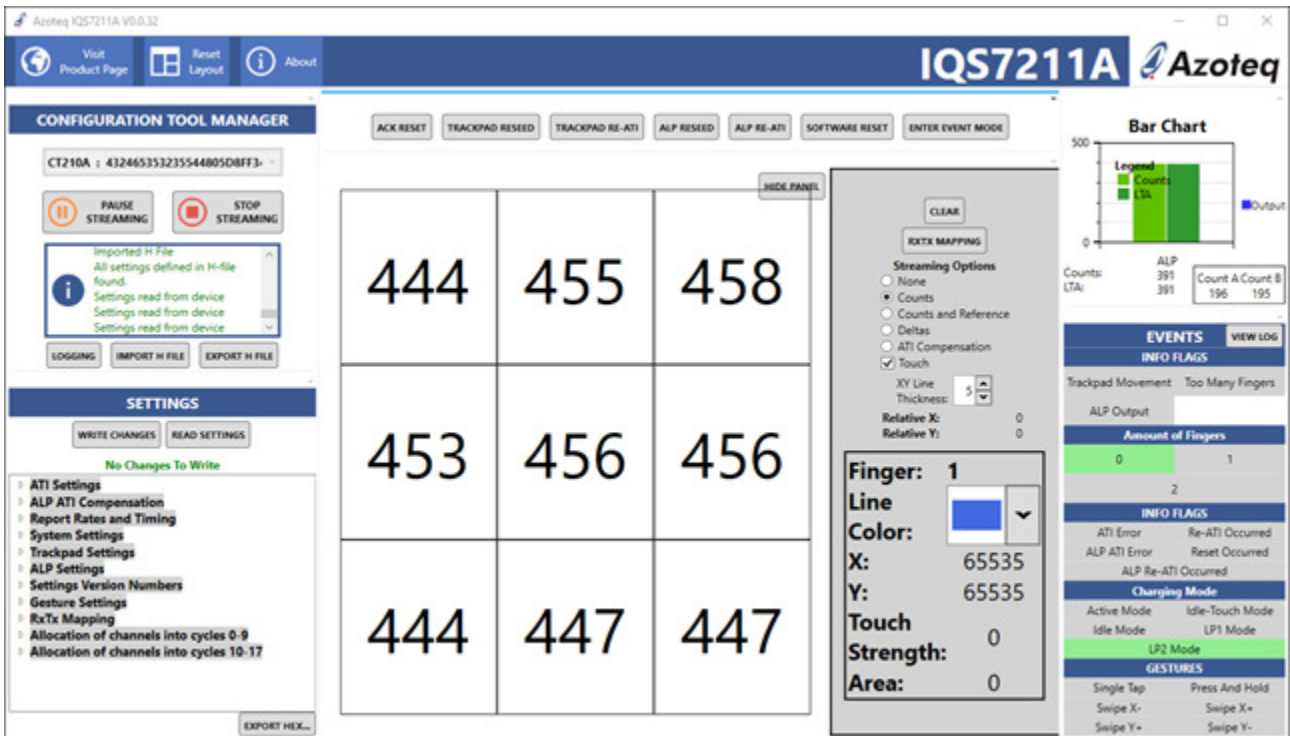 Azoteq IQS7211A V0.0.32
Visit Product Page
Reset Layout
About
IQS7211A
Azoteq
CONFIGURATION TOOL MANAGER
CT210A : 432465353235544805D8FF3
PAUSE STREAMING
STOP STREAMING
Imported H File
All settings defined in H-file
found.
Settings read from device
Settings read from device
Settings read from device
LOGGING
IMPORT H FILE
EXPORT H FILE
SETTINGS
WRITE CHANGES
READ SETTINGS
No Changes To Write
ATI Settings
ALP ATI Compensation
Report Rates and Timing
System Settings
Trackpad Settings
ALP Settings
Settings Version Numbers
Gesture Settings
RxTx Mapping
Allocation of channels into cycles 0-9
Allocation of channels into cycles 10-17
EXPORT HEX...
ACK RESET
TRACKPAD RESEED
TRACKPAD RE-ATI
ALP RESEED
ALP RE-ATI
SOFTWARE RESET
ENTER EVENT MODE
HIDE PANEL
444 455 458
453 456 456
444 447 447
CLEAR
RXTX MAPPING
Streaming Options
None
Counts
Counts and Reference
Deltas
ATI Compensation
Touch
XY Line
Thickness: 5
Relative X: 0
Relative Y: 0
Finger: 1
Line
Color:
X: 65535
Y: 65535
Touch
Strength: 0
Area: 0
Bar Chart
500
Legend
Counts
LTA
Output
0
ALP
Counts: 391
LTA: 391
Count A Count B
196 195
EVENTS
VIEW LOG
INFO FLAGS
Trackpad Movement Too Many Fingers
ALP Output
Amount of Fingers
0 1
2
INFO FLAGS
ATI Error Re-ATI Occurred
ALP ATI Error Reset Occurred
ALP Re-ATI Occurred
Charging Mode
Active Mode Idle-Touch Mode
Idle Mode LP1 Mode
LP2 Mode
GESTURES
Single Tap Press And Hold
Swipe X- Swipe X+
Swipe Y+ Swipe Y-